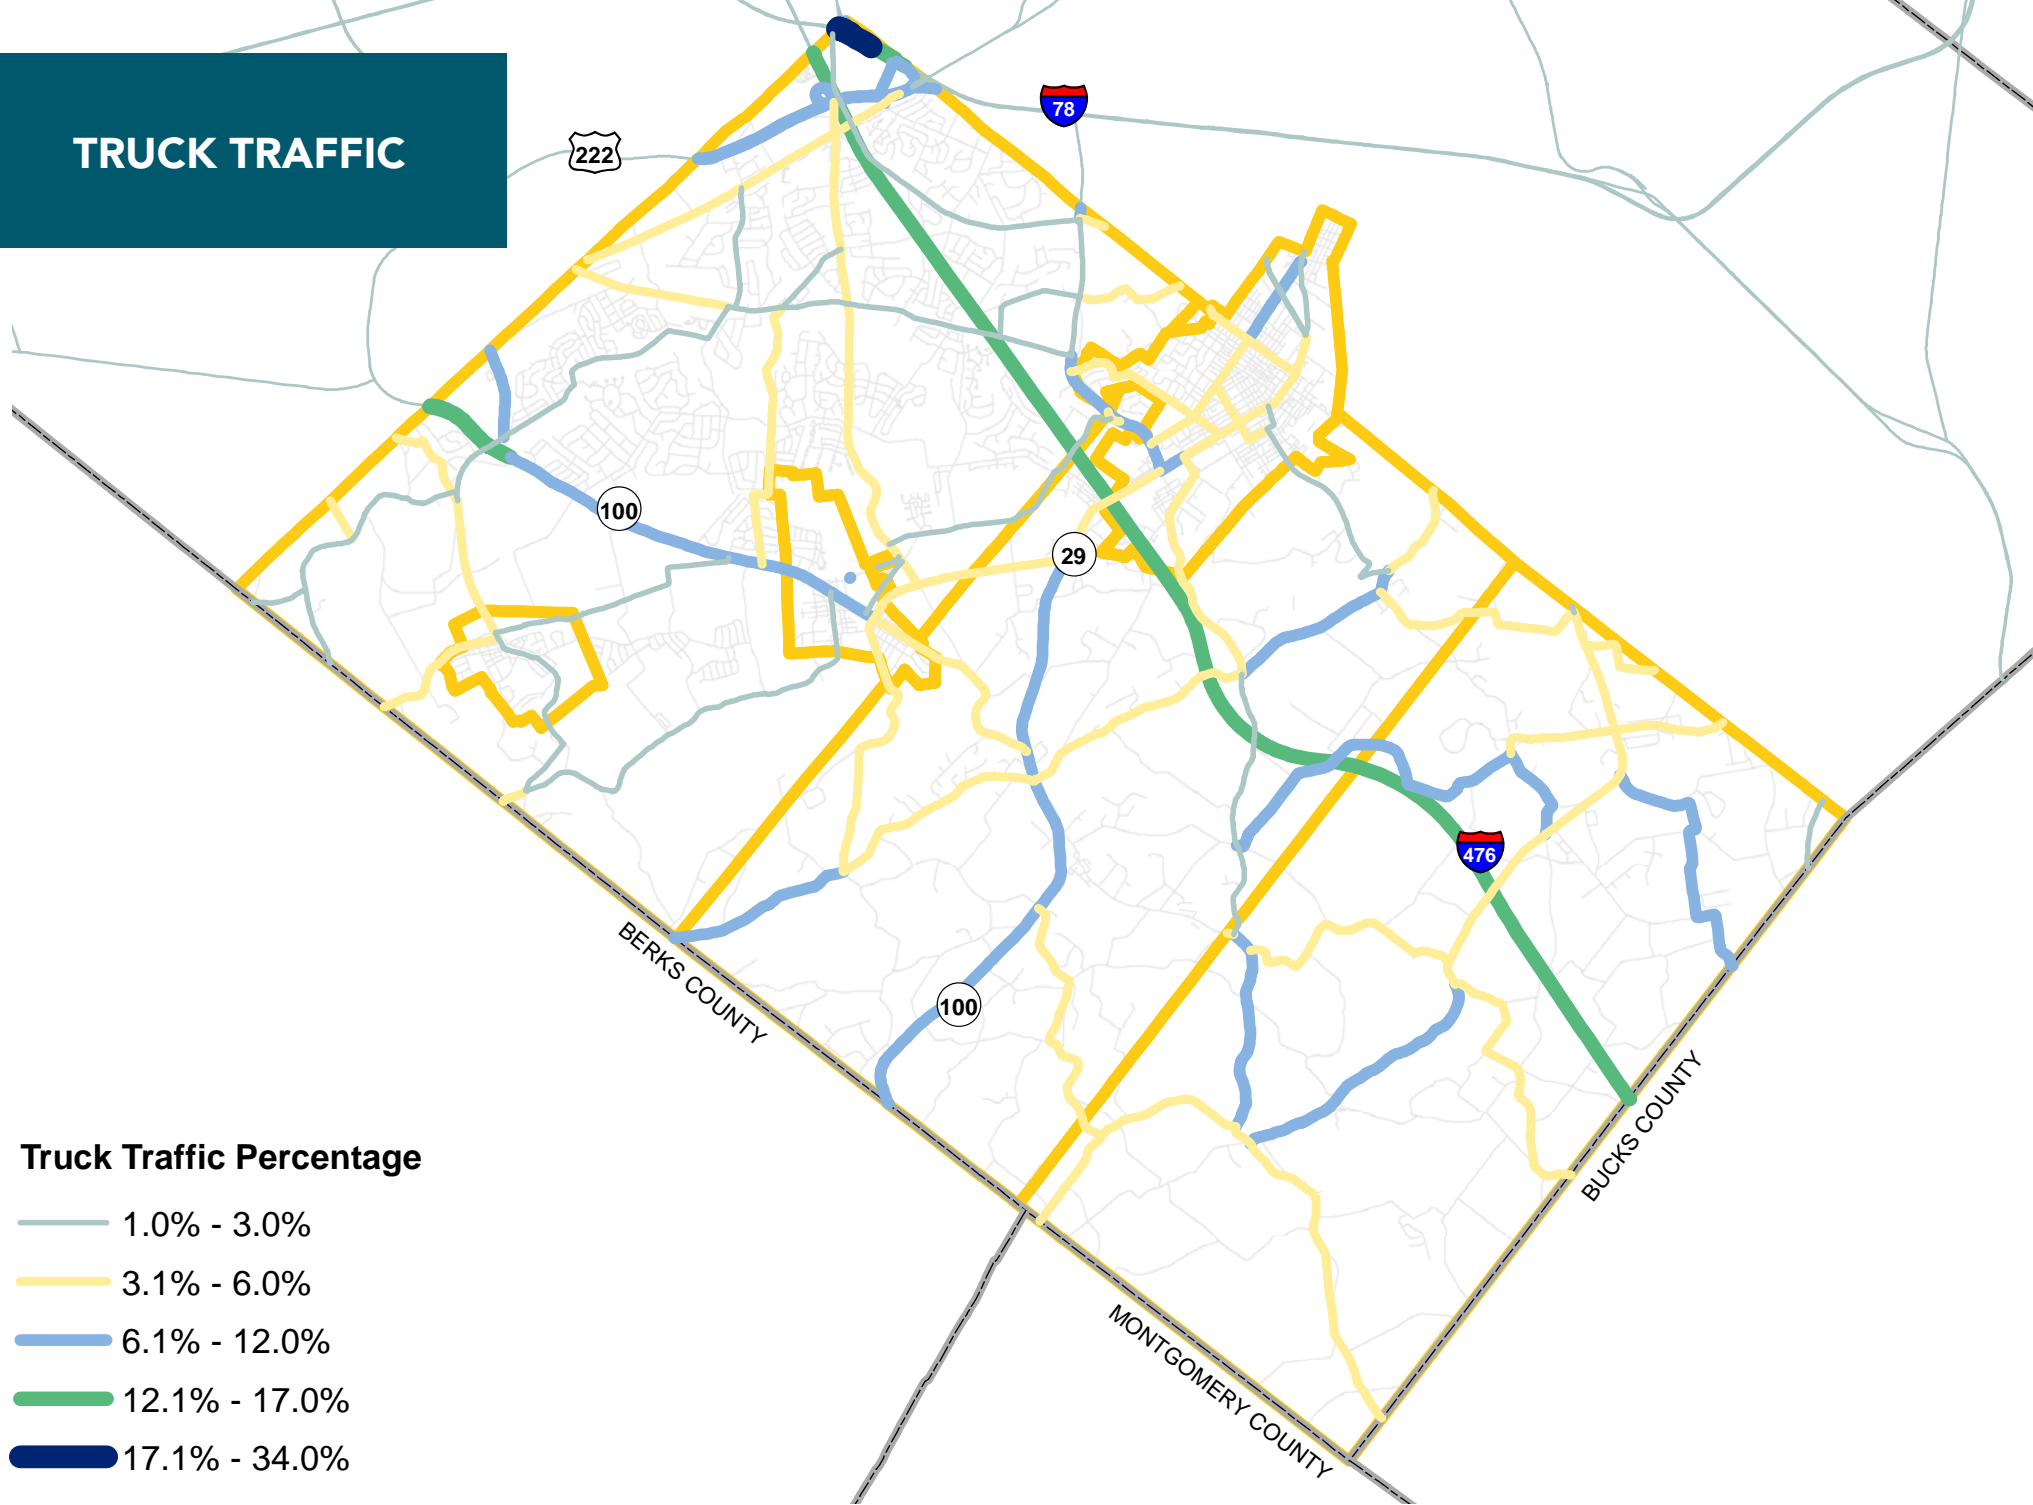 TRUCK TRAFFIC
78
222
100
29
476
BERKS COUNTY
100
BUCKS COUNTY
MONTGOMERY COUNTY
Truck Traffic Percentage
1.0% - 3.0%
3.1% - 6.0%
6.1% - 12.0%
12.1% - 17.0%
17.1% - 34.0%